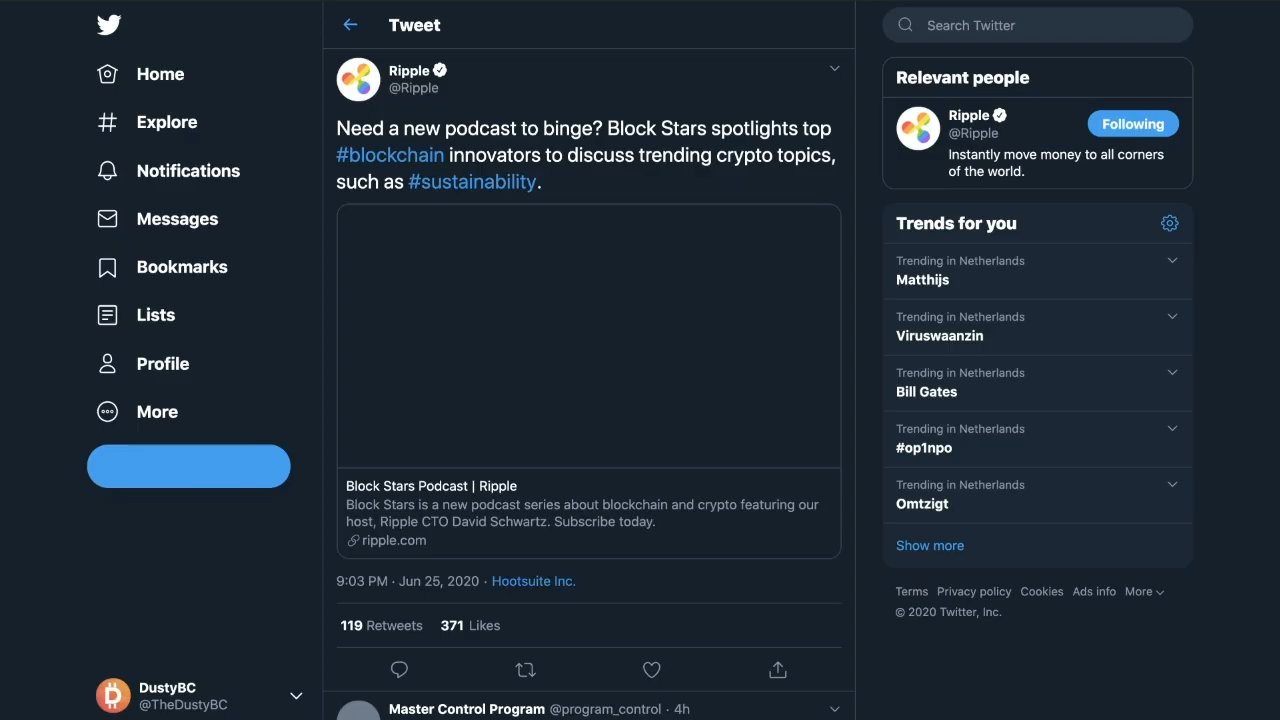 Home
Explore
Notifications
Messages
Bookmarks
Lists
Profile
More
DustyBC
@TheDustyBC
Tweet
Ripple
@Ripple
Need a new podcast to binge? Block Stars spotlights top
#blockchain innovators to discuss trending crypto topics,
such as #sustainability.
Block Stars Podcast | Ripple
Block Stars is a new podcast series about blockchain and crypto featuring our
host, Ripple CTO David Schwartz. Subscribe today.
ripple.com
9:03 PM · Jun 25, 2020 · Hootsuite Inc.
119 Retweets 371 Likes
Master Control Program @program_control · 4h
Search Twitter
Relevant people
Ripple
@Ripple
Following
Instantly move money to all corners
of the world.
Trends for you
Trending in Netherlands
Matthijs
Trending in Netherlands
Viruswaanzin
Trending in Netherlands
Bill Gates
Trending in Netherlands
#op1npo
Trending in Netherlands
Omtzigt
Show more
Terms Privacy policy Cookies Ads info More
© 2020 Twitter, Inc.